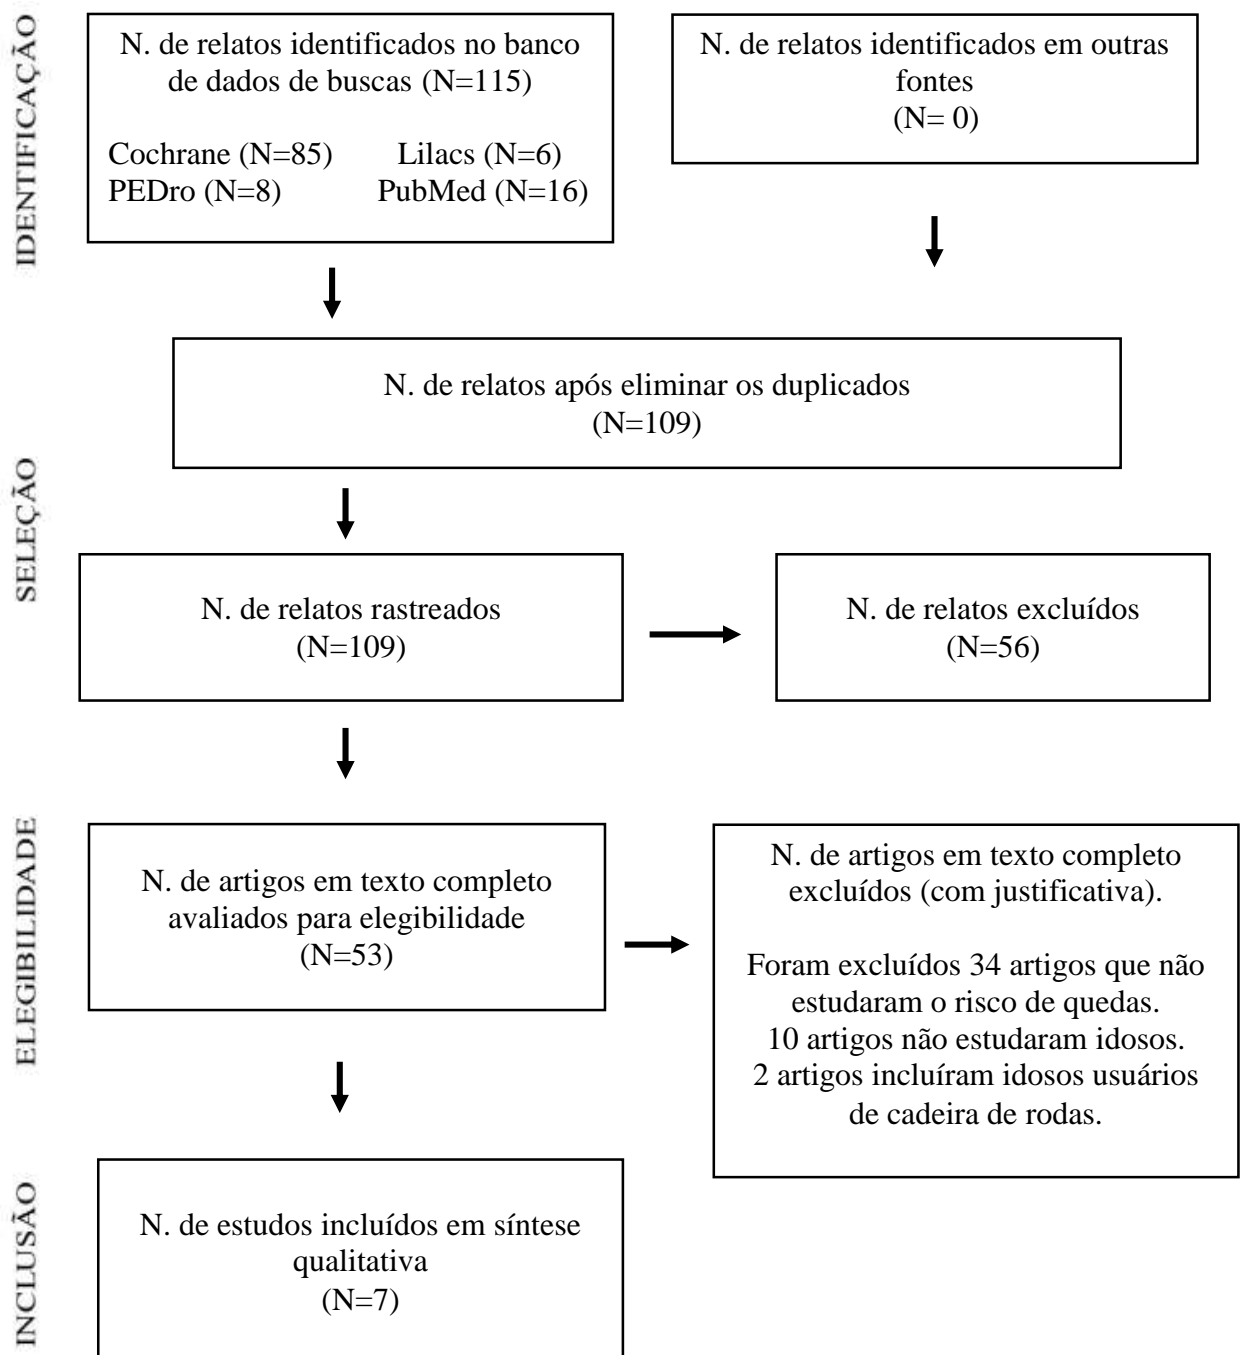 IDENTIFICAÇÃO
N. de relatos identificados no banco
de dados de buscas (N=115)
Cochrane (N=85) Lilacs (N=6)
PEDro (N=8) PubMed (N=16)
N. de relatos identificados em outras
fontes
(N= 0)
SELEÇÃO
N. de relatos após eliminar os duplicados
(N=109)
N. de relatos rastreados
(N=109)
N. de relatos excluídos
(N=56)
ELEGIBILIDADE
N. de artigos em texto completo
avaliados para elegibilidade
(N=53)
N. de artigos em texto completo
excluídos (com justificativa).
Foram excluídos 34 artigos que não
estudaram o risco de quedas.
10 artigos não estudaram idosos.
2 artigos incluíram idosos usuários
de cadeira de rodas.
INCLUSÃO
N. de estudos incluídos em síntese
qualitativa
(N=7)